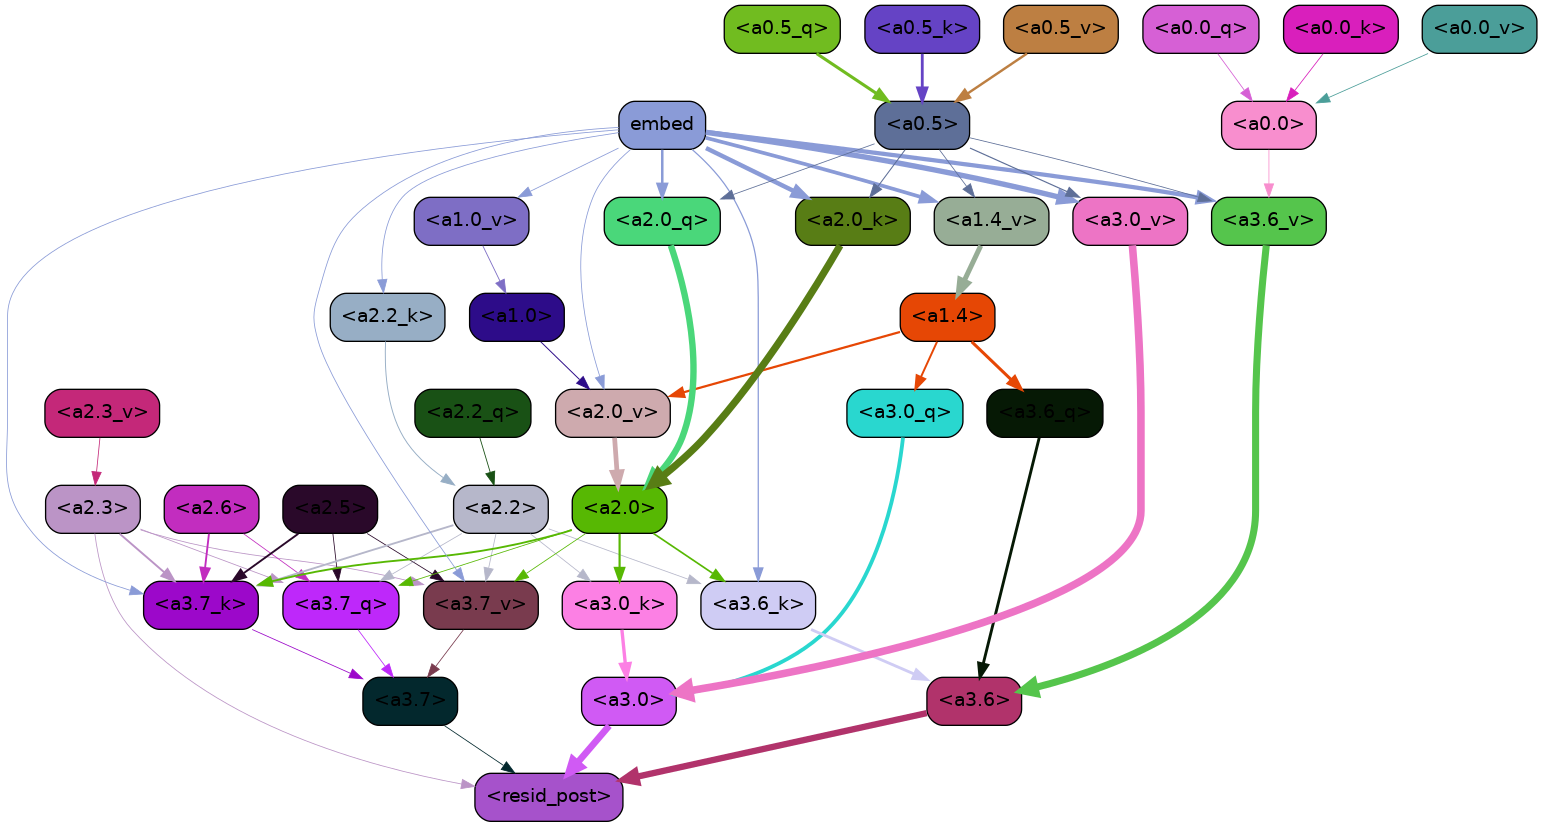 <a0.5_q> <a0.5_k> <a0.5_v> <a0.0_q> <a0.0_k> <a0.0_v>
embed <a0.5> <a0.0>
<a1.0_v> <a2.0_q> <a2.0_k> <a1.4_v> <a3.0_v> <a3.6_v>
<a2.2_k> <a1.0> <a1.4>
<a2.3_v> <a2.2_q> <a2.0_v> <a3.0_q> <a3.6_q>
<a2.3> <a2.6> <a2.5> <a2.2> <a2.0>
<a3.7_k> <a3.7_q> <a3.7_v> <a3.0_k> <a3.6_k>
<a3.7> <a3.0> <a3.6>
<resid_post>